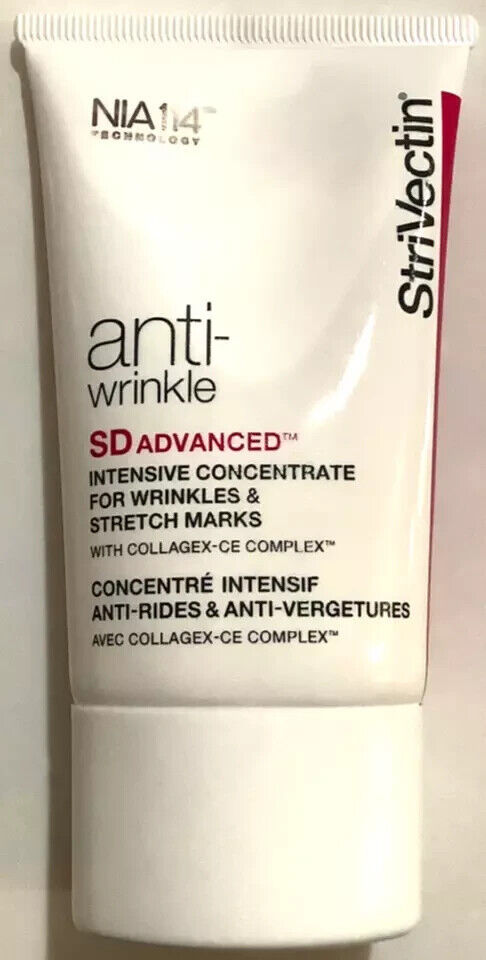 NIA114™
TECHNOLOGY
StriVectin®
anti-
wrinkle
SD ADVANCED™
INTENSIVE CONCENTRATE
FOR WRINKLES &
STRETCH MARKS
WITH COLLAGEX-CE COMPLEX™
CONCENTRÉ INTENSIF
ANTI-RIDES & ANTI-VERGETURES
AVEC COLLAGEX-CE COMPLEX™